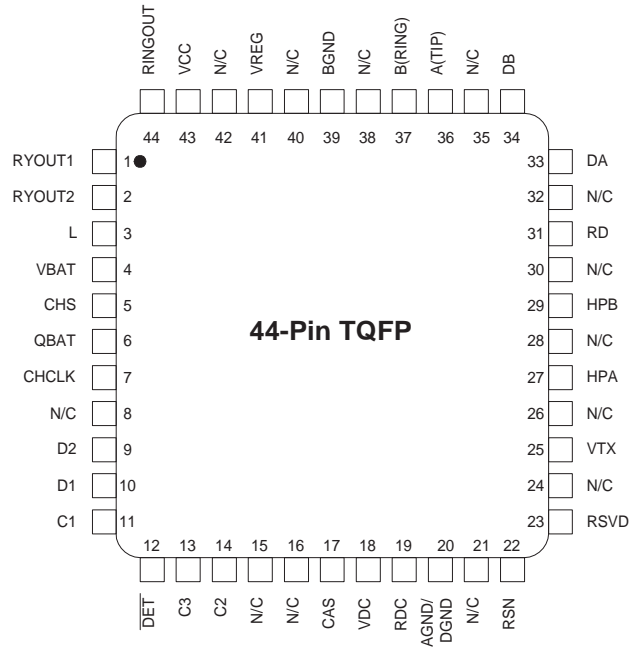 RINGOUT
VCC
N/C
VREG
N/C
BGND
N/C
B(RING)
A(TIP)
N/C
DB
44 43 42 41 40 39 38 37 36 35 34
RYOUT1 1 33 DA
RYOUT2 2 32 N/C
L 3 31 RD
VBAT 4 30 N/C
CHS 5 29 HPB
44-Pin TQFP
QBAT 6 28 N/C
CHCLK 7 27 HPA
N/C 8 26 N/C
D2 9 25 VTX
D1 10 24 N/C
C1 11 23 RSVD
12 13 14 15 16 17 18 19 20 21 22
DET
C3
C2
N/C
N/C
CAS
VDC
RDC
AGND/
DGND
N/C
RSN